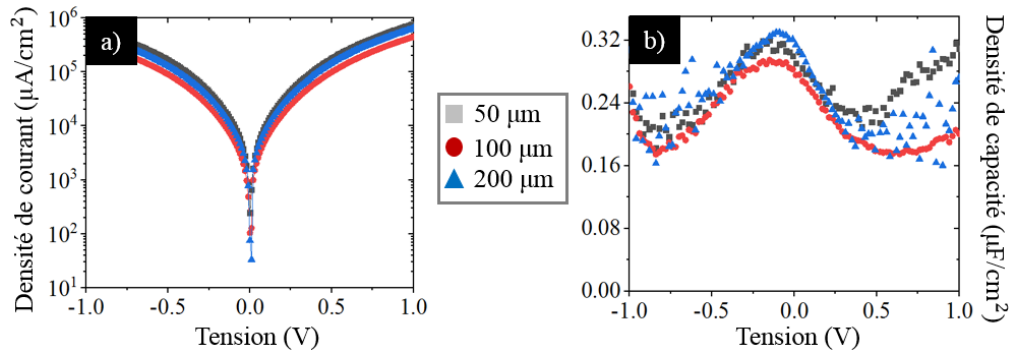 a)
Densité de courant (µA/cm²)
10⁶
10⁵
10⁴
10³
10²
10¹
-1.0 -0.5 0.0 0.5 1.0
Tension (V)
50 µm
100 µm
200 µm
b)
0.32
0.24
0.16
0.08
0.00
-1.0 -0.5 0.0 0.5 1.0
Tension (V)
Densité de capacité (µF/cm²)